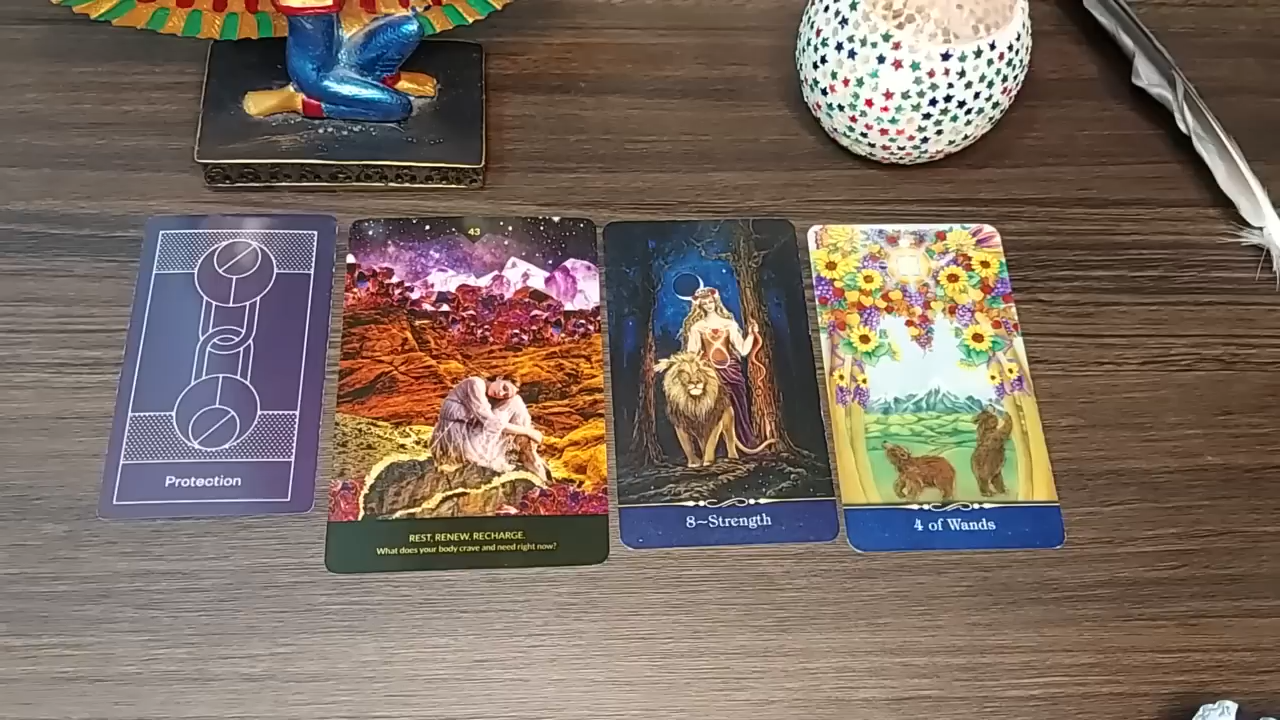 Protection
43
REST, RENEW, RECHARGE.
What does your body crave and need right now?
8~Strength
4 of Wands